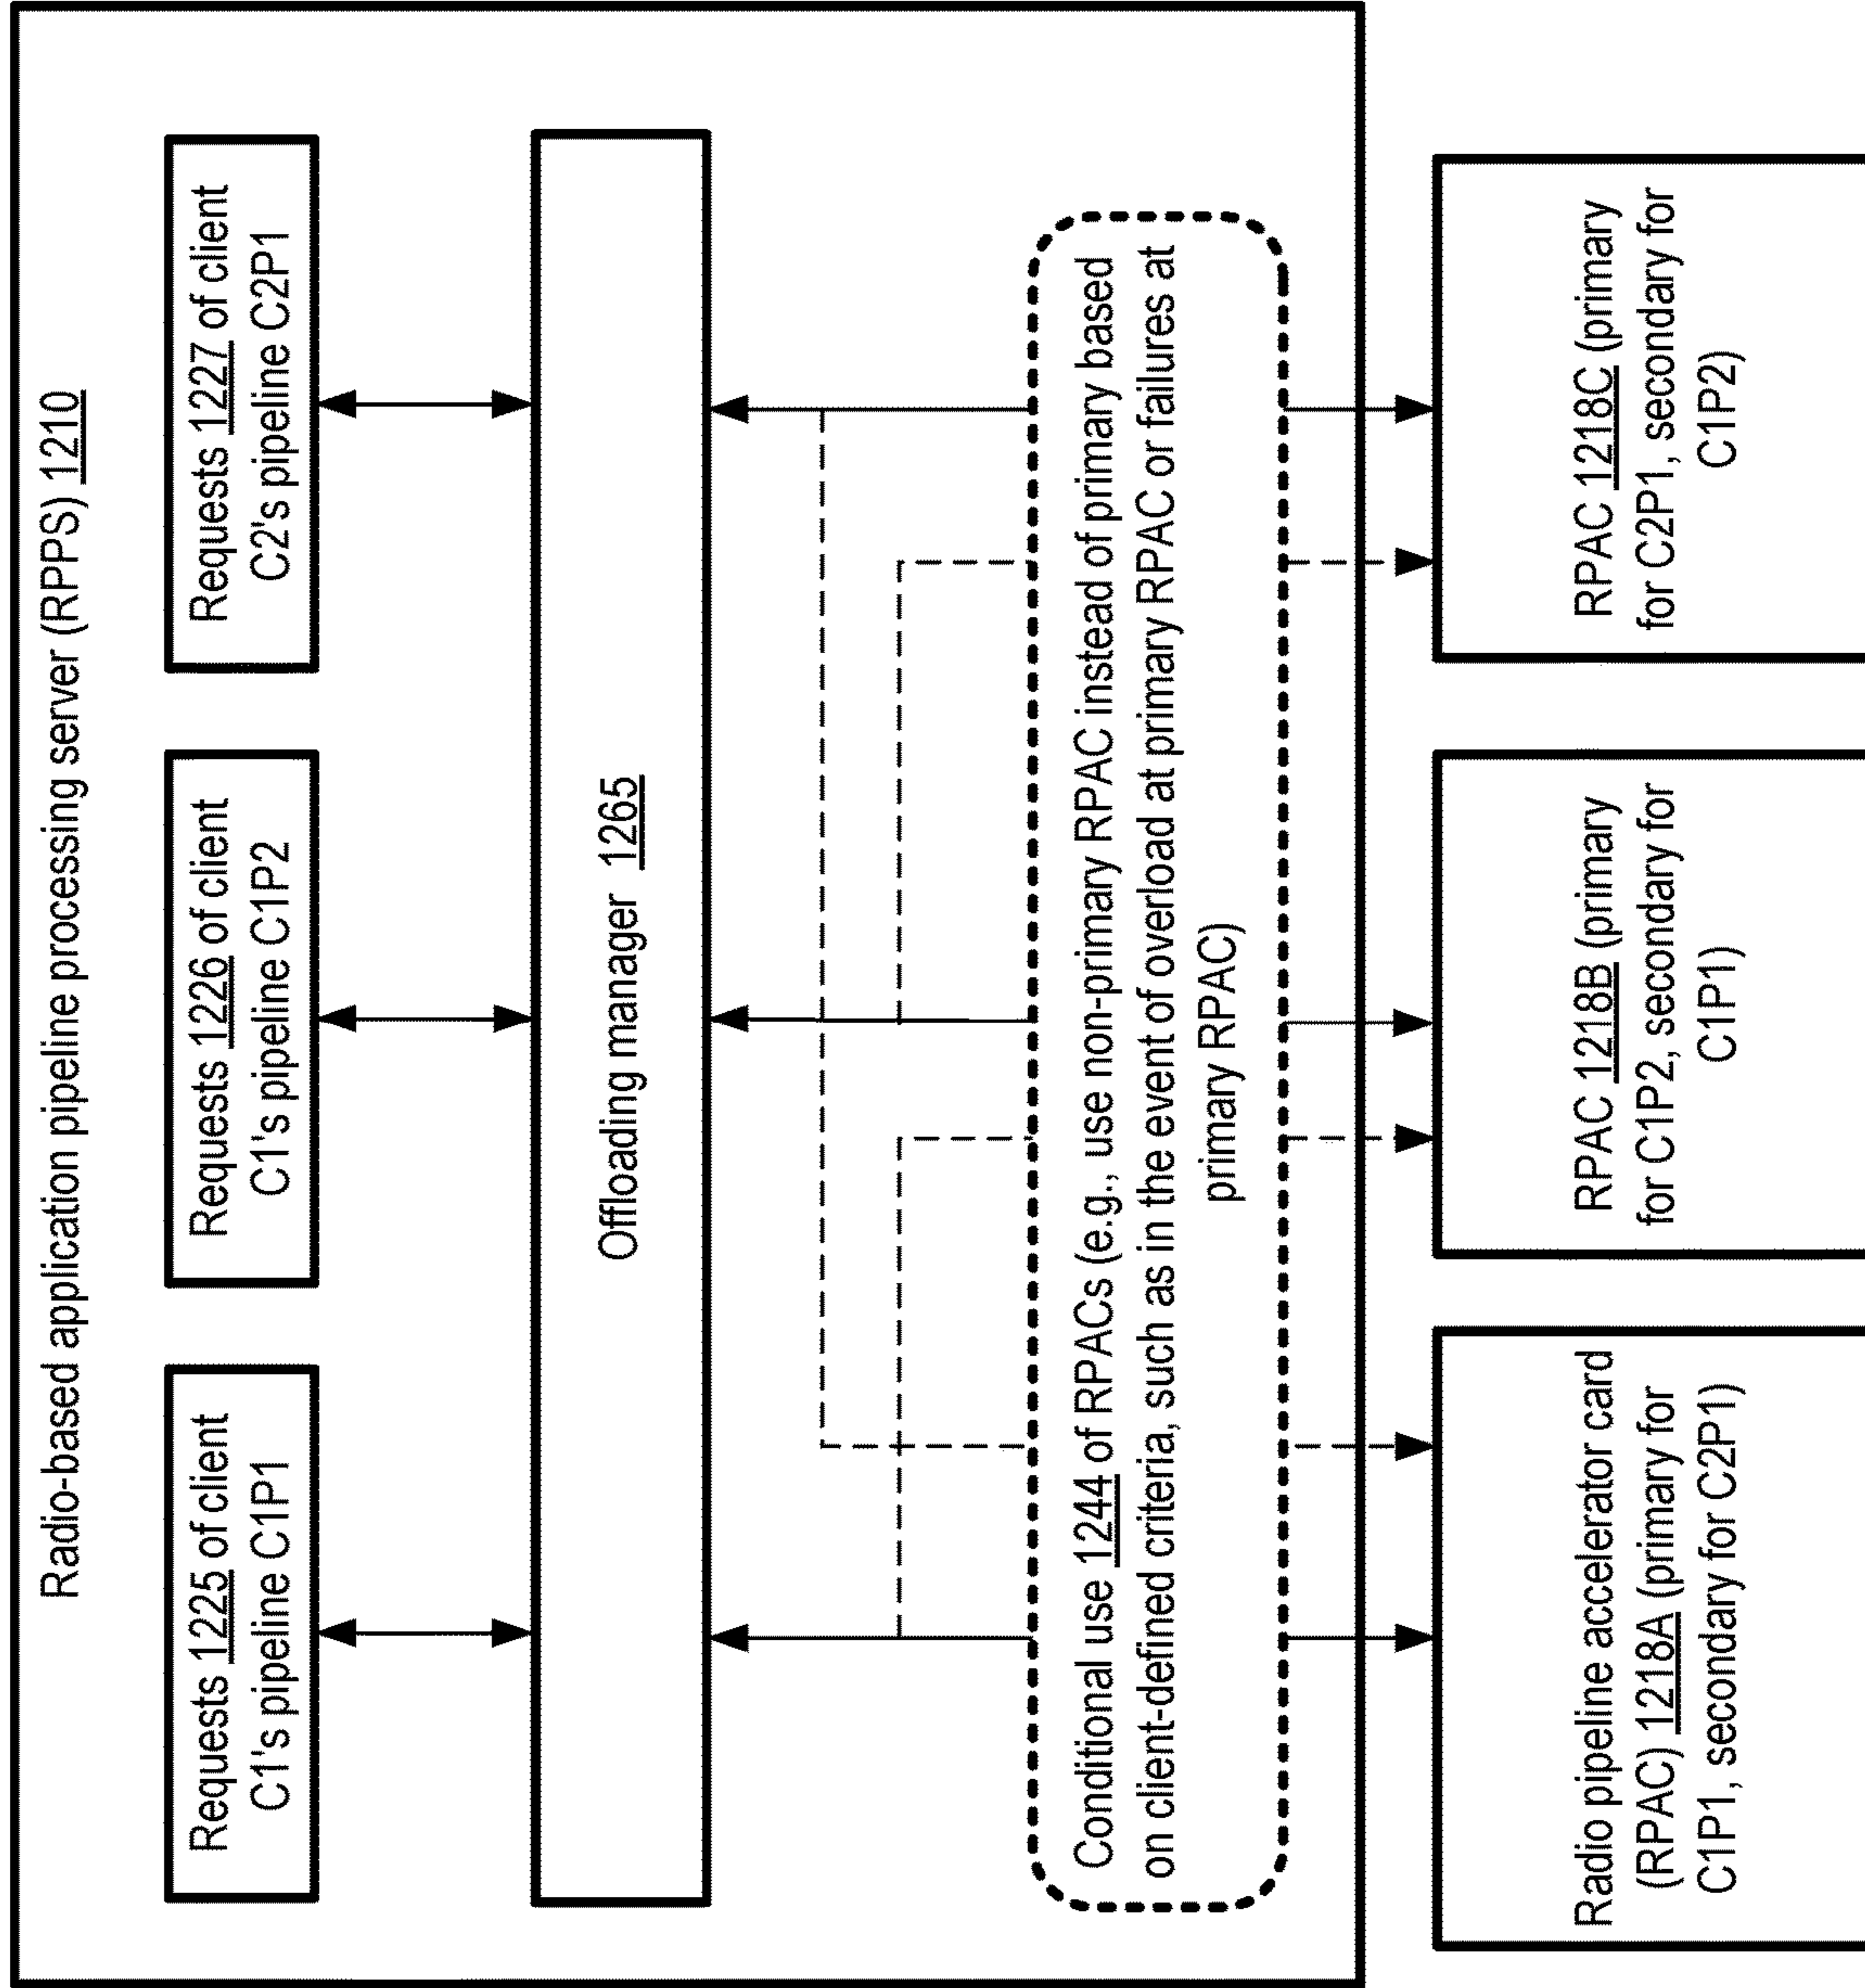 Radio-based application pipeline processing server (RPPS) 1210
Requests 1225 of client
C1's pipeline C1P1
Requests 1226 of client
C1's pipeline C1P2
Requests 1227 of client
C2's pipeline C2P1
Offloading manager 1265
Conditional use 1244 of RPACs (e.g., use non-primary RPAC instead of primary based
on client-defined criteria, such as in the event of overload at primary RPAC or failures at
primary RPAC)
Radio pipeline accelerator card
(RPAC) 1218A (primary for
C1P1, secondary for C2P1)
RPAC 1218B (primary
for C1P2, secondary for
C1P1)
RPAC 1218C (primary
for C2P1, secondary for
C1P2)